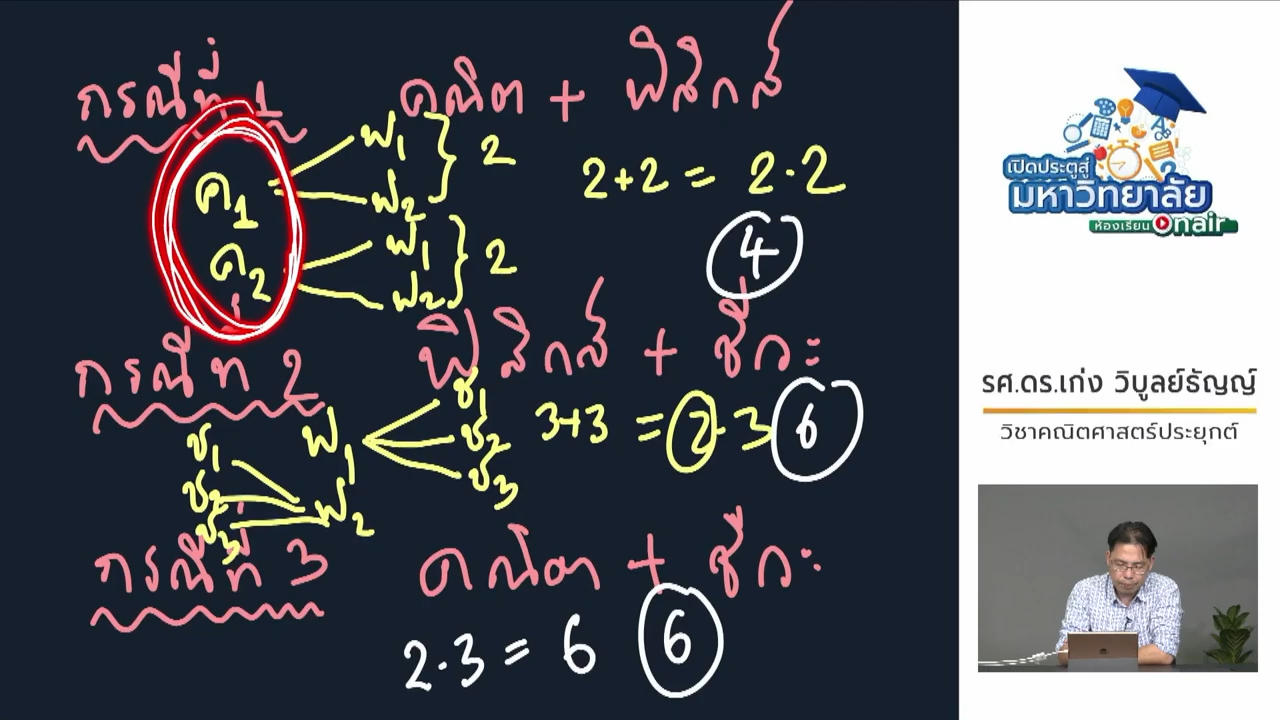 กรณีที่ 1 คณิต + ฟิสิกส์
ค1 ฟ1 ฟ2 } 2
ค2 ฟ1 ฟ2 } 2
2+2 = 2·2
4
กรณีที่ 2 ฟิสิกส์ + ชีวะ
ฟ1 ช1 ช2 ช3
ช1 ช2 ช3 ฟ2
3+3 = 2·3 6
กรณีที่ 3 คณิต + ชีวะ
2·3 = 6 6
เปิดประตูสู่
มหาวิทยาลัย
ห้องเรียน Onair
รศ.ดร.เก่ง วิบูลย์ธัญญ์
วิชาคณิตศาสตร์ประยุกต์